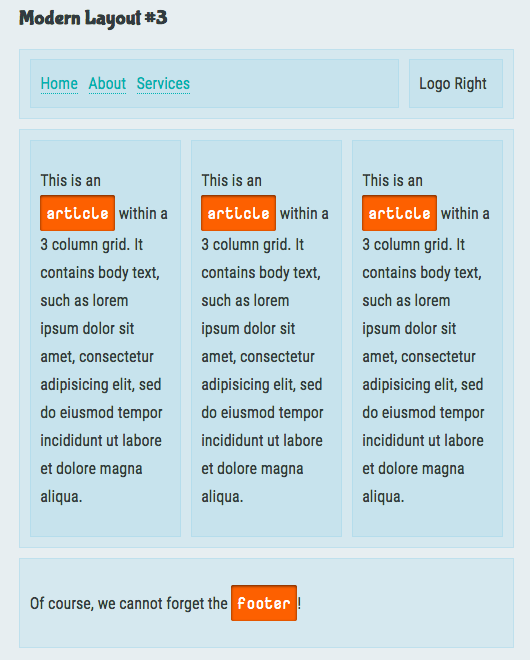 Modern Layout #3
Home About Services
Logo Right
This is an
article within a
3 column grid. It
contains body text,
such as lorem
ipsum dolor sit
amet, consectetur
adipisicing elit, sed
do eiusmod tempor
incididunt ut labore
et dolore magna
aliqua.
This is an
article within a
3 column grid. It
contains body text,
such as lorem
ipsum dolor sit
amet, consectetur
adipisicing elit, sed
do eiusmod tempor
incididunt ut labore
et dolore magna
aliqua.
This is an
article within a
3 column grid. It
contains body text,
such as lorem
ipsum dolor sit
amet, consectetur
adipisicing elit, sed
do eiusmod tempor
incididunt ut labore
et dolore magna
aliqua.
Of course, we cannot forget the footer!